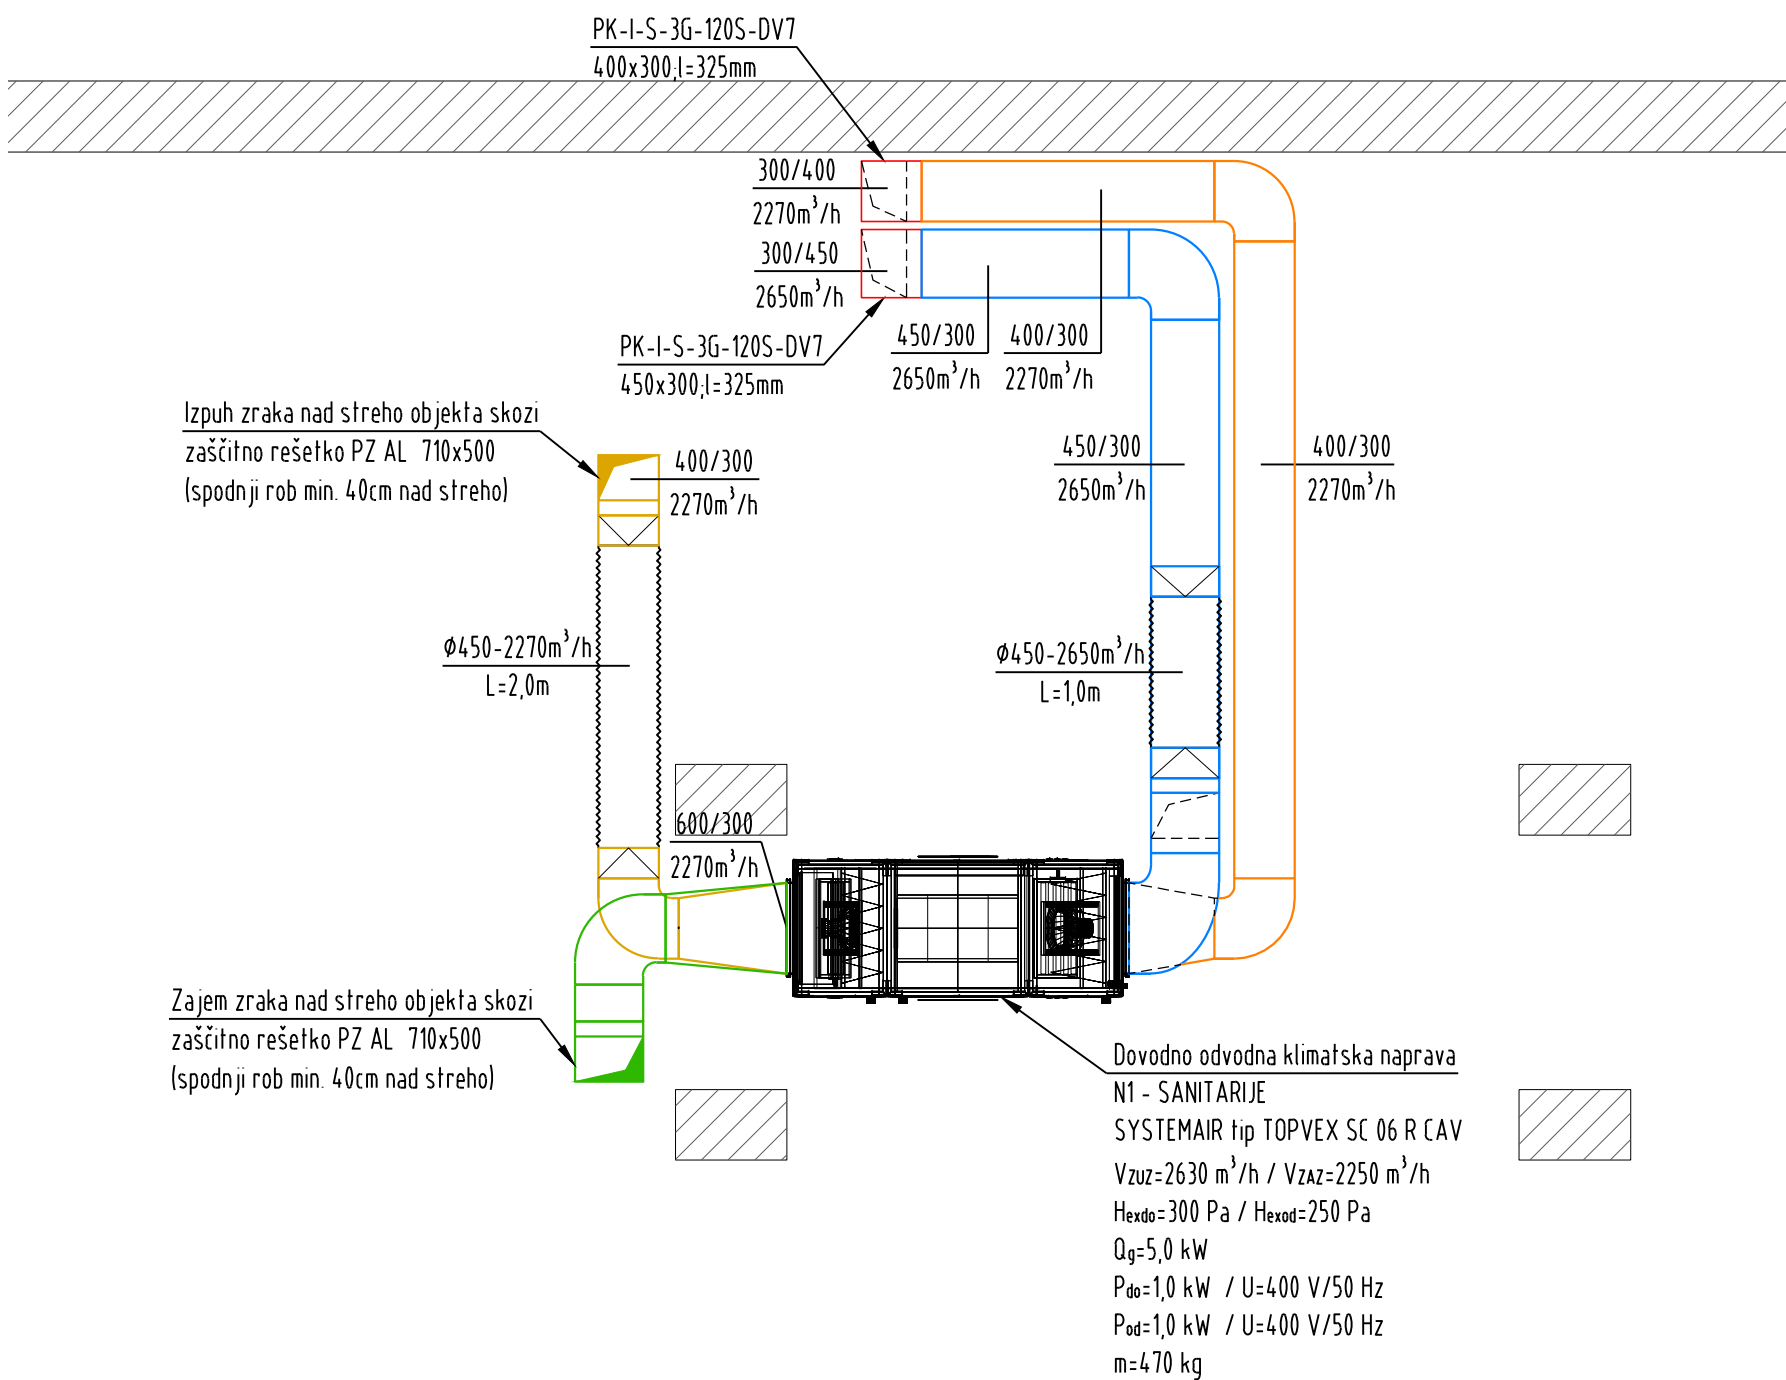 PK-I-S-3G-120S-DV7
400x300;l=325mm
300/400
2270m³/h
300/450
2650m³/h
PK-I-S-3G-120S-DV7
450x300;l=325mm
450/300
2650m³/h
400/300
2270m³/h
Izpuh zraka nad streho objekta skozi
zaščitno rešetko PZ AL 710x500
(spodnji rob min. 40cm nad streho)
400/300
2270m³/h
450/300
2650m³/h
400/300
2270m³/h
Ø450-2270m³/h
L=2,0m
Ø450-2650m³/h
L=1,0m
600/300
2270m³/h
Zajem zraka nad streho objekta skozi
zaščitno rešetko PZ AL 710x500
(spodnji rob min. 40cm nad streho)
Dovodno odvodna klimatska naprava
N1 - SANITARIJE
SYSTEMAIR tip TOPVEX SC 06 R CAV
VZUZ=2630 m³/h / VZAZ=2250 m³/h
Hexdo=300 Pa / Hexod=250 Pa
Qg=5,0 kW
Pdo=1,0 kW / U=400 V/50 Hz
Pod=1,0 kW / U=400 V/50 Hz
m=470 kg